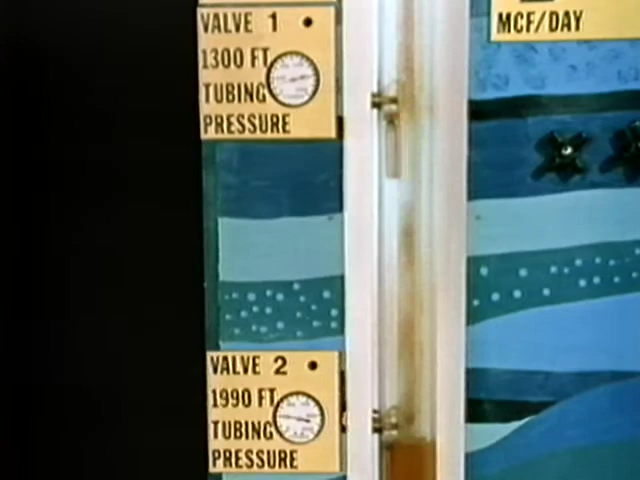 VALVE 1
1300 FT
TUBING
PRESSURE
MCF/DAY
VALVE 2
1990 FT
TUBING
PRESSURE